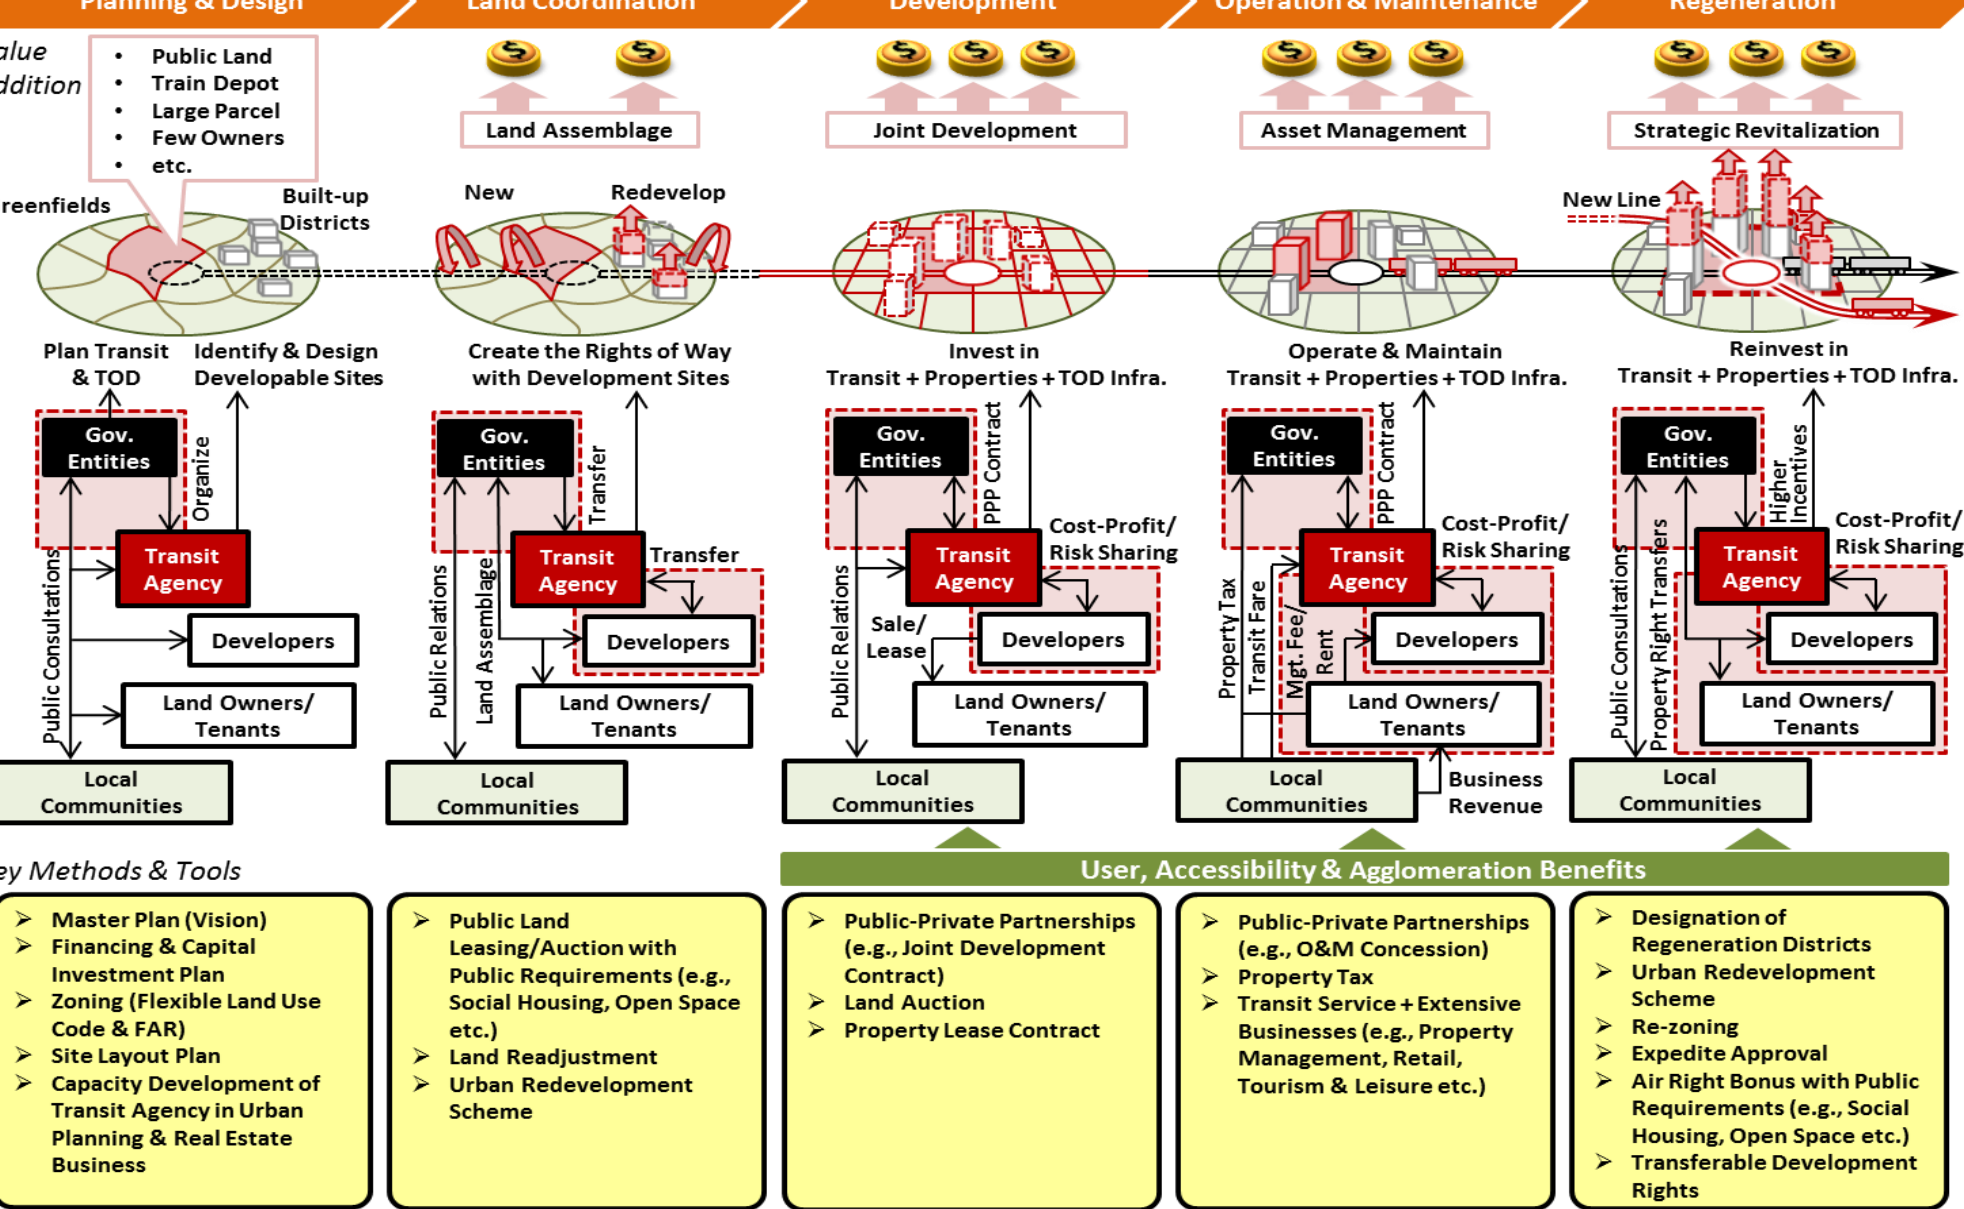 Planning & Design
Land Coordination
Development
Operation & Maintenance
Regeneration
alue
ddition
• Public Land
• Train Depot
• Large Parcel
• Few Owners
• etc.
Land Assemblage
Joint Development
Asset Management
Strategic Revitalization
reenfields
Built-up
Districts
New
Redevelop
New Line
Plan Transit
& TOD
Identify & Design
Developable Sites
Create the Rights of Way
with Development Sites
Invest in
Transit + Properties + TOD Infra.
Operate & Maintain
Transit + Properties + TOD Infra.
Reinvest in
Transit + Properties + TOD Infra.
Gov.
Entities
Organize
Transit
Agency
Public Consultations
Developers
Land Owners/
Tenants
Local
Communities
Gov.
Entities
Transfer
Transit
Agency
Transfer
Public Relations
Land Assemblage
Developers
Land Owners/
Tenants
Local
Communities
Gov.
Entities
PPP Contract
Transit
Agency
Cost-Profit/
Risk Sharing
Public Relations
Sale/
Lease
Developers
Land Owners/
Tenants
Local
Communities
Gov.
Entities
PPP Contract
Transit
Agency
Cost-Profit/
Risk Sharing
Property Tax
Transit Fare
Mgt. Fee/
Rent
Developers
Land Owners/
Tenants
Local
Communities
Business
Revenue
Gov.
Entities
Higher
Incentives
Transit
Agency
Cost-Profit/
Risk Sharing
Public Consultations
Property Right Transfers
Developers
Land Owners/
Tenants
Local
Communities
ey Methods & Tools
User, Accessibility & Agglomeration Benefits
➢ Master Plan (Vision)
➢ Financing & Capital
Investment Plan
➢ Zoning (Flexible Land Use
Code & FAR)
➢ Site Layout Plan
➢ Capacity Development of
Transit Agency in Urban
Planning & Real Estate
Business
➢ Public Land
Leasing/Auction with
Public Requirements (e.g.,
Social Housing, Open Space
etc.)
➢ Land Readjustment
➢ Urban Redevelopment
Scheme
➢ Public-Private Partnerships
(e.g., Joint Development
Contract)
➢ Land Auction
➢ Property Lease Contract
➢ Public-Private Partnerships
(e.g., O&M Concession)
➢ Property Tax
➢ Transit Service + Extensive
Businesses (e.g., Property
Management, Retail,
Tourism & Leisure etc.)
➢ Designation of
Regeneration Districts
➢ Urban Redevelopment
Scheme
➢ Re-zoning
➢ Expedite Approval
➢ Air Right Bonus with Public
Requirements (e.g., Social
Housing, Open Space etc.)
➢ Transferable Development
Rights